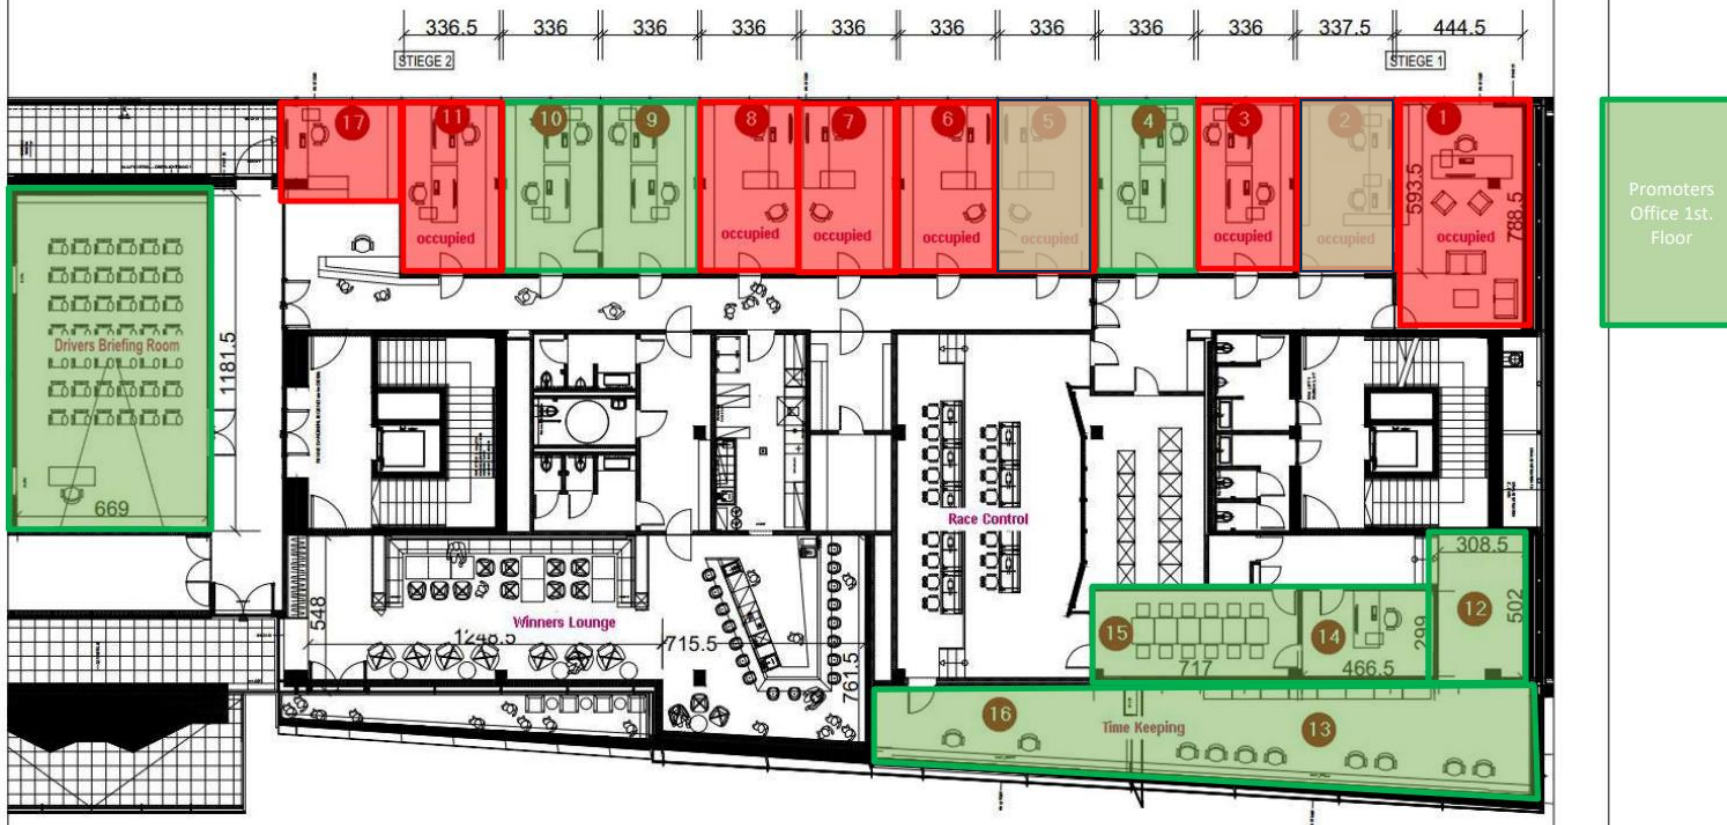 336.5 336 336 336 336 336 336 336 337.5 444.5
STIEGE 2
STIEGE 1
17 11 10 9 8 7 6 5 4 3 2 1
593.5
788.5
occupied occupied occupied occupied occupied occupied occupied occupied
Promoters
Office 1st.
Floor
Drivers Briefing Room
1181.5
669
Race Control
308.5
12
502
548
Winners Lounge
1248.5
715.5
761.5
15
14
299
717
466.5
16
Time Keeping
13